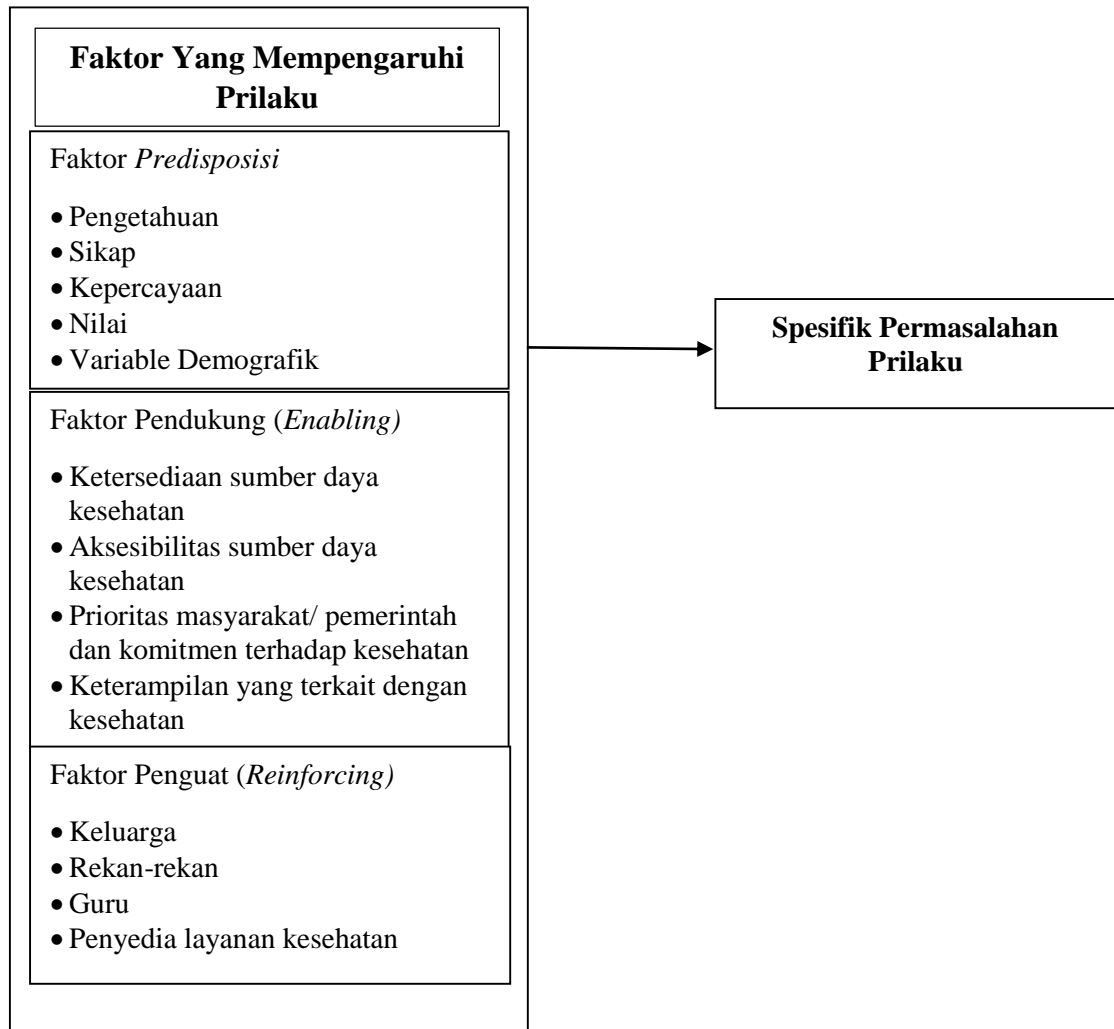 Faktor Yang Mempengaruhi
Prilaku
Faktor Predisposisi
• Pengetahuan
• Sikap
• Kepercayaan
• Nilai
• Variable Demografik
Faktor Pendukung (Enabling)
• Ketersediaan sumber daya
kesehatan
• Aksesibilitas sumber daya
kesehatan
• Prioritas masyarakat/ pemerintah
dan komitmen terhadap kesehatan
• Keterampilan yang terkait dengan
kesehatan
Faktor Penguat (Reinforcing)
• Keluarga
• Rekan-rekan
• Guru
• Penyedia layanan kesehatan
Spesifik Permasalahan
Prilaku